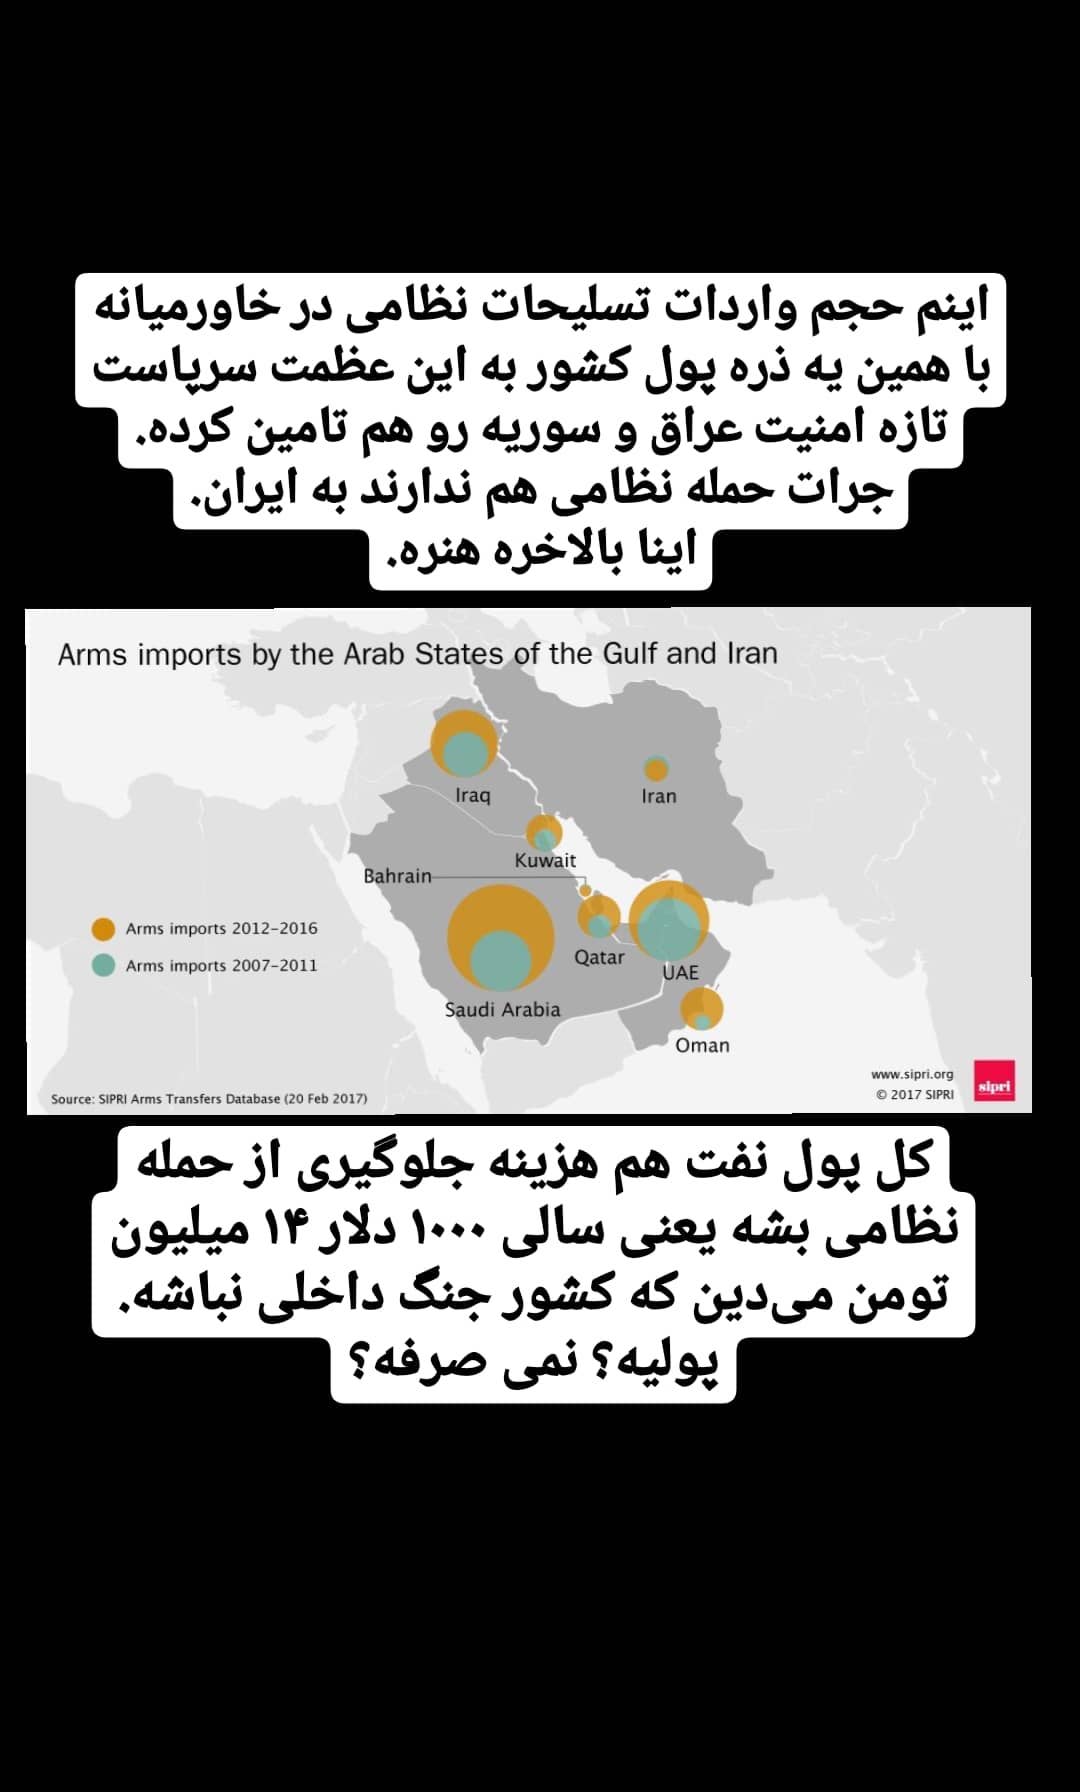 اینم حجم واردات تسلیحات نظامی در خاورمیانه
با همین یه ذره پول کشور به این عظمت سرپاست
تازه امنیت عراق و سوریه رو هم تامین کرده.
جرات حمله نظامی هم ندارند به ایران.
اینا بالاخره هنره.
Arms imports by the Arab States of the Gulf and Iran
Iraq
Iran
Kuwait
Bahrain
Arms imports 2012–2016
Arms imports 2007–2011
Qatar
UAE
Saudi Arabia
Oman
www.sipri.org
© 2017 SIPRI
sipri
Source: SIPRI Arms Transfers Database (20 Feb 2017)
کل پول نفت هم هزینه جلوگیری از حمله
نظامی بشه یعنی سالی ۱۰۰۰ دلار ۱۴ میلیون
تومن می‌دین که کشور جنگ داخلی نباشه.
پولیه؟ نمی صرفه؟